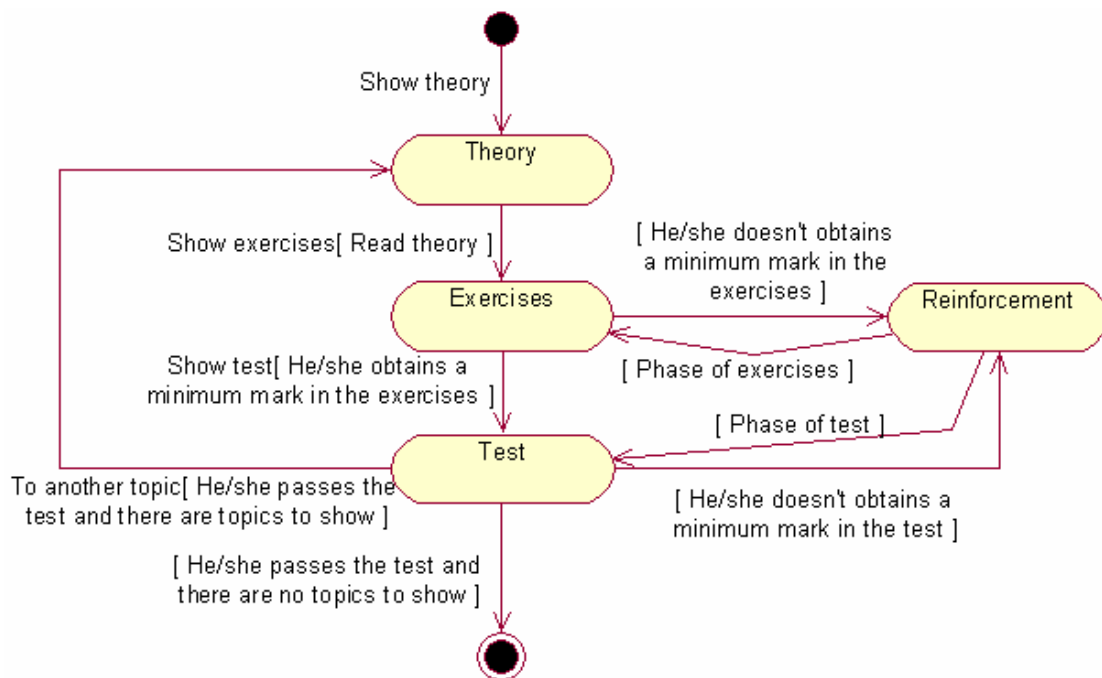 Show theory
Theory
Show exercises[ Read theory ]
[ He/she doesn't obtains
a minimum mark in the
exercises ]
Exercises
Reinforcement
Show test[ He/she obtains a
minimum mark in the exercises ]
[ Phase of exercises ]
[ Phase of test ]
Test
To another topic[ He/she passes the
test and there are topics to show ]
[ He/she doesn't obtains a
minimum mark in the test ]
[ He/she passes the test and
there are no topics to show ]